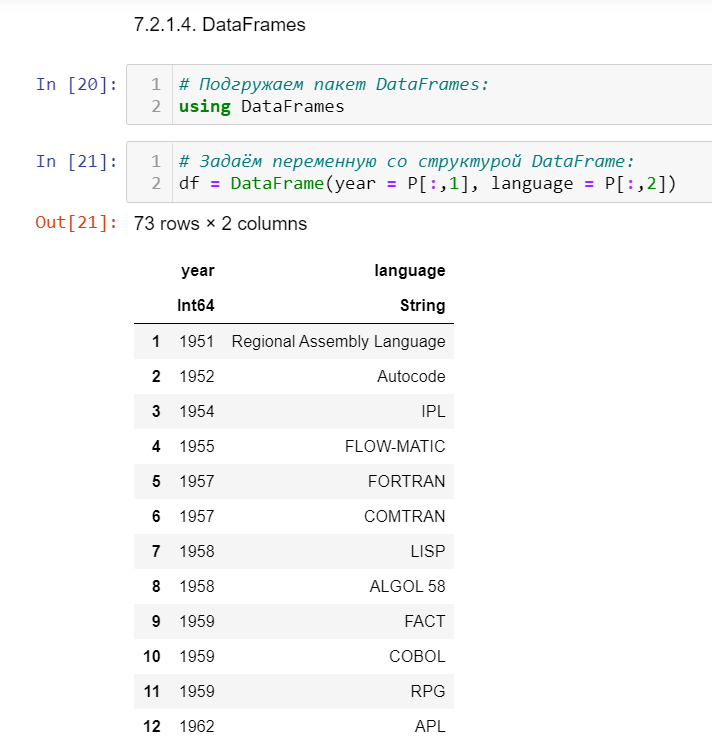 7.2.1.4. DataFrames
In [20]:
1 # Подгружаем пакет DataFrames:
2 using DataFrames
In [21]:
1 # Задаём переменную со структурой DataFrame:
2 df = DataFrame(year = P[:,1], language = P[:,2])
Out[21]: 73 rows × 2 columns
year language
Int64 String
1 1951 Regional Assembly Language
2 1952 Autocode
3 1954 IPL
4 1955 FLOW-MATIC
5 1957 FORTRAN
6 1957 COMTRAN
7 1958 LISP
8 1958 ALGOL 58
9 1959 FACT
10 1959 COBOL
11 1959 RPG
12 1962 APL